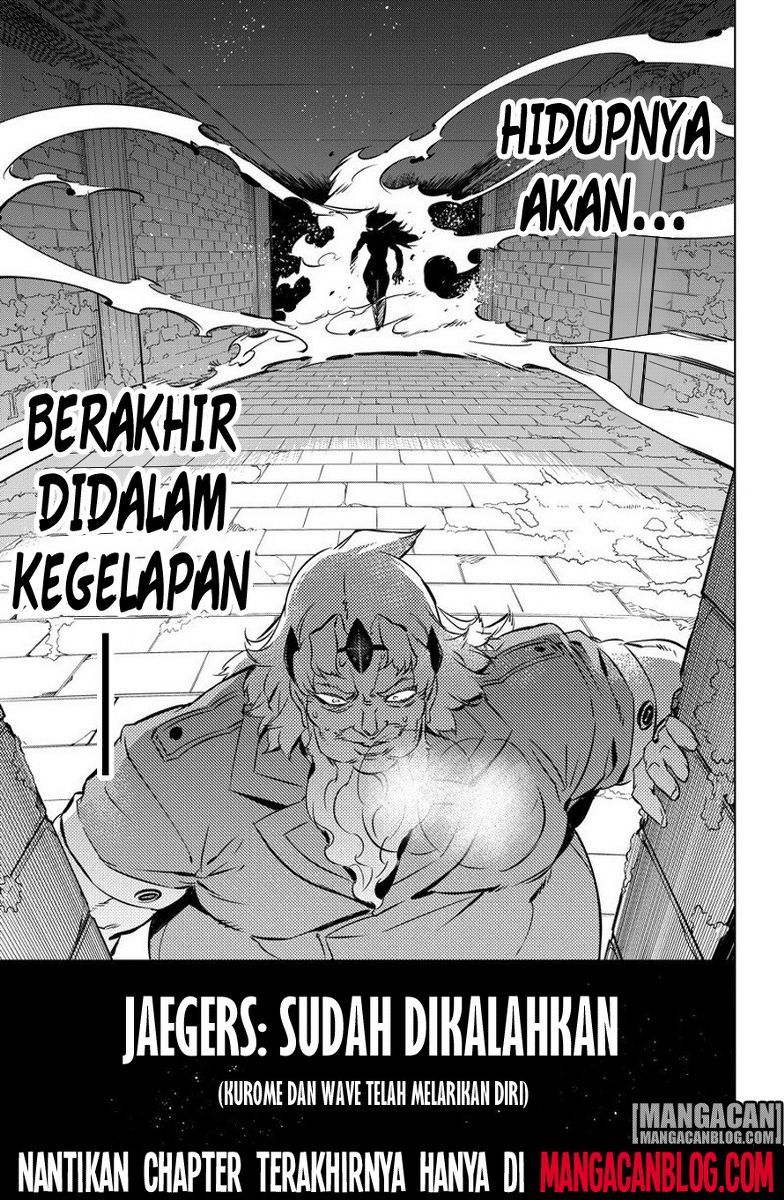 HIDUPNYA
AKAN...
BERAKHIR
DIDALAM
KEGELAPAN
JAEGERS: SUDAH DIKALAHKAN
(KUROME DAN WAVE TELAH MELARIKAN DIRI)
[MANGACAN]
MANGACANBLOG.COM
NANTIKAN CHAPTER TERAKHIRNYA HANYA DI MANGACANBLOG.COM